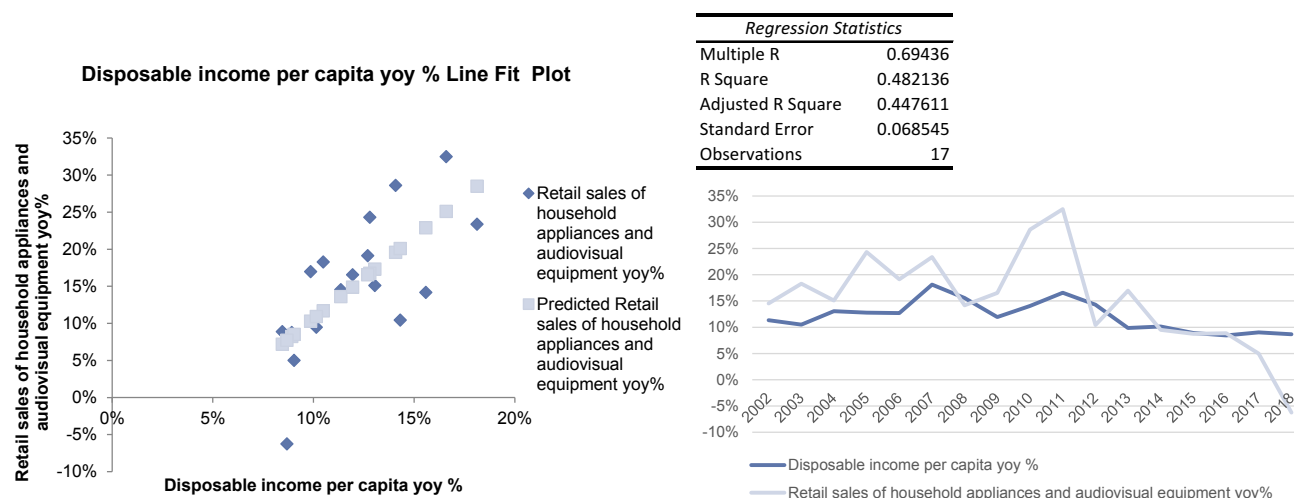 Disposable income per capita yoy % Line Fit  Plot
Retail sales of household appliances and
audiovisual equipment yoy%
35%
30%
25%
20%
15%
10%
5%
0%
-5%
-10%
0%
5%
10%
15%
20%
Disposable income per capita yoy %
Retail sales of
household
appliances and
audiovisual
equipment yoy%
Predicted Retail
sales of household
appliances and
audiovisual
equipment yoy%
Regression Statistics
Multiple R 0.69436
R Square 0.482136
Adjusted R Square 0.447611
Standard Error 0.068545
Observations 17
35%
30%
25%
20%
15%
10%
5%
0%
-5%
-10%
2002 2003 2004 2005 2006 2007 2008 2009 2010 2011 2012 2013 2014 2015 2016 2017 2018
Disposable income per capita yoy %
Retail sales of household appliances and audiovisual equipment yoy%